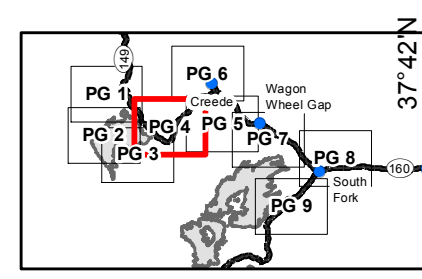 37°42'N
149
PG 6
PG 1
Creede
Wagon
Wheel Gap
PG 2
PG 4
PG 5
PG 7
PG 3
PG 8
160
South
Fork
PG 9